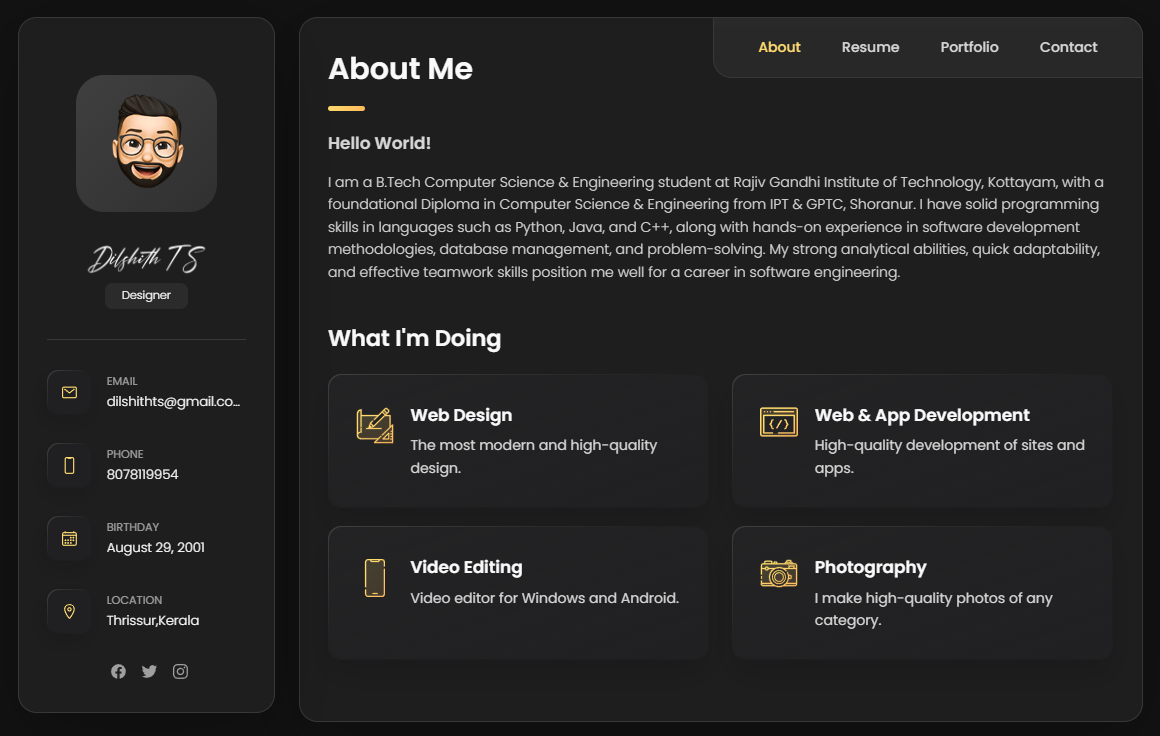 Dilshith TS
Designer
EMAIL
dilshithts@gmail.co...
PHONE
8078119954
BIRTHDAY
August 29, 2001
LOCATION
Thrissur,Kerala
About Resume Portfolio Contact
About Me
Hello World!
I am a B.Tech Computer Science & Engineering student at Rajiv Gandhi Institute of Technology, Kottayam, with a
foundational Diploma in Computer Science & Engineering from IPT & GPTC, Shoranur. I have solid programming
skills in languages such as Python, Java, and C++, along with hands-on experience in software development
methodologies, database management, and problem-solving. My strong analytical abilities, quick adaptability,
and effective teamwork skills position me well for a career in software engineering.
What I'm Doing
Web Design
The most modern and high-quality
design.
Web & App Development
High-quality development of sites and
apps.
Video Editing
Video editor for Windows and Android.
Photography
I make high-quality photos of any
category.